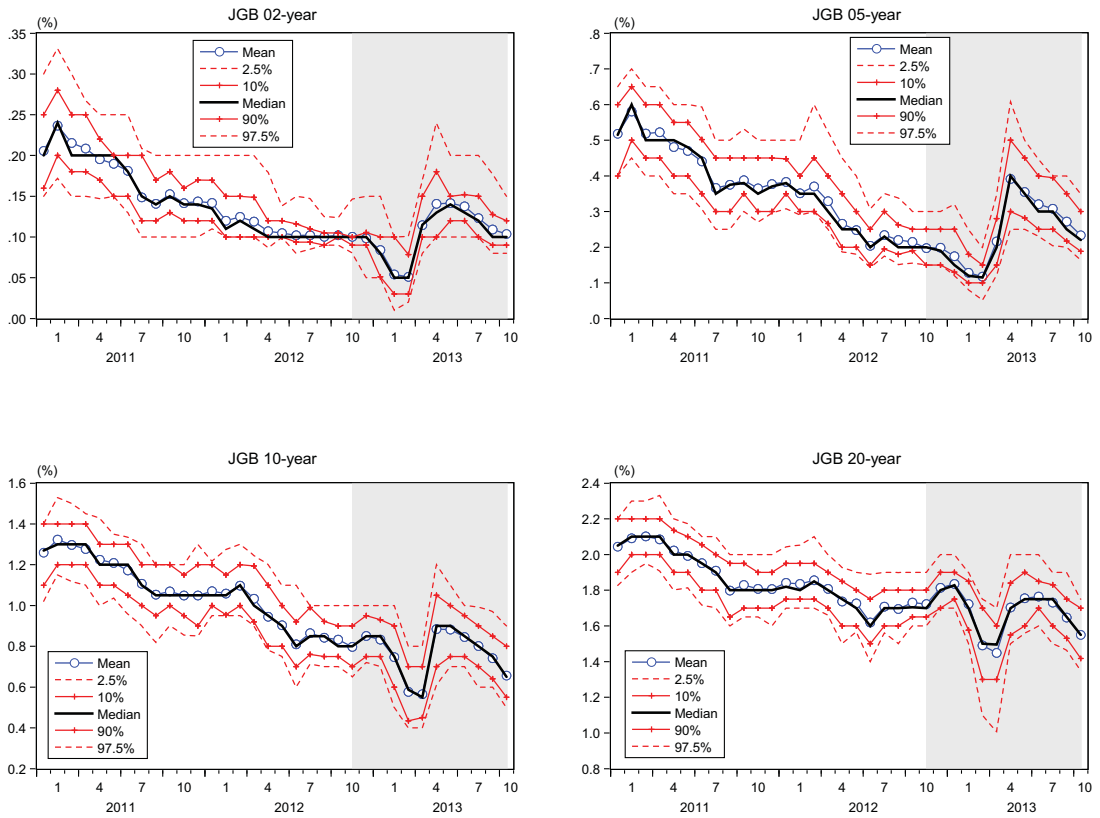 JGB 02-year
(%)
.35
.30
.25
.20
.15
.10
.05
.00
Mean
2.5%
10%
Median
90%
97.5%
1 4 7 10 1 4 7 10 1 4 7 10
2011 2012 2013
JGB 05-year
(%)
.8
.7
.6
.5
.4
.3
.2
.1
.0
Mean
2.5%
10%
Median
90%
97.5%
1 4 7 10 1 4 7 10 1 4 7 10
2011 2012 2013
JGB 10-year
(%)
1.6
1.4
1.2
1.0
0.8
0.6
0.4
0.2
Mean
2.5%
10%
Median
90%
97.5%
1 4 7 10 1 4 7 10 1 4 7 10
2011 2012 2013
JGB 20-year
(%)
2.4
2.2
2.0
1.8
1.6
1.4
1.2
1.0
0.8
Mean
2.5%
10%
Median
90%
97.5%
1 4 7 10 1 4 7 10 1 4 7 10
2011 2012 2013